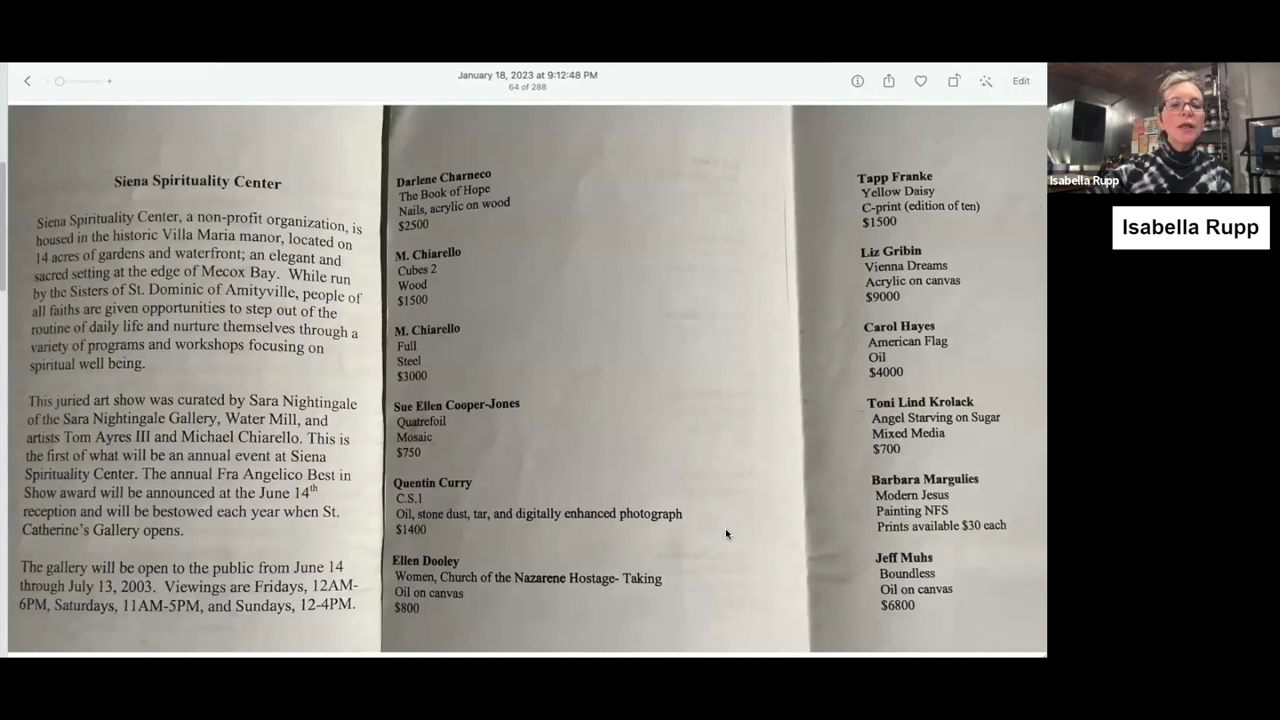 January 18, 2023 at 9:12:48 PM
64 of 288
Edit
Siena Spirituality Center
Siena Spirituality Center, a non-profit organization, is
housed in the historic Villa Maria manor, located on
14 acres of gardens and waterfront; an elegant and
sacred setting at the edge of Mecox Bay. While run
by the Sisters of St. Dominic of Amityville, people of
all faiths are given opportunities to step out of the
routine of daily life and nurture themselves through a
variety of programs and workshops focusing on
spiritual well being.
This juried art show was curated by Sara Nightingale
of the Sara Nightingale Gallery, Water Mill, and
artists Tom Ayres III and Michael Chiarello. This is
the first of what will be an annual event at Siena
Spirituality Center. The annual Fra Angelico Best in
Show award will be announced at the June 14th
reception and will be bestowed each year when St.
Catherine's Gallery opens.
The gallery will be open to the public from June 14
through July 13, 2003. Viewings are Fridays, 12AM-
6PM, Saturdays, 11AM-5PM, and Sundays, 12-4PM.
Darlene Charneco
The Book of Hope
Nails, acrylic on wood
$2500
M. Chiarello
Cubes 2
Wood
$1500
M. Chiarello
Full
Steel
$3000
Sue Ellen Cooper-Jones
Quatrefoil
Mosaic
$750
Quentin Curry
C.S.1
Oil, stone dust, tar, and digitally enhanced photograph
$1400
Ellen Dooley
Women, Church of the Nazarene Hostage- Taking
Oil on canvas
$800
Tapp Franke
Yellow Daisy
C-print (edition of ten)
$1500
Liz Gribin
Vienna Dreams
Acrylic on canvas
$9000
Carol Hayes
American Flag
Oil
$4000
Toni Lind Krolack
Angel Starving on Sugar
Mixed Media
$700
Barbara Margulies
Modern Jesus
Painting NFS
Prints available $30 each
Jeff Muhs
Boundless
Oil on canvas
$6800
Isabella Rupp
Isabella Rupp